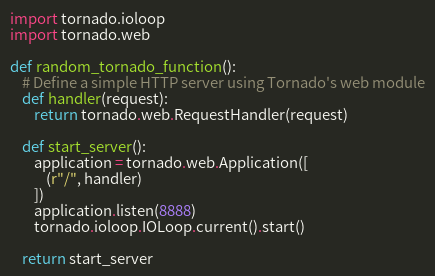 import tornado.ioloop
import tornado.web

def random_tornado_function():
    # Define a simple HTTP server using Tornado's web module
    def handler(request):
        return tornado.web.RequestHandler(request)

    def start_server():
        application = tornado.web.Application([
            (r"/", handler)
        ])
        application.listen(8888)
        tornado.ioloop.IOLoop.current().start()

    return start_server